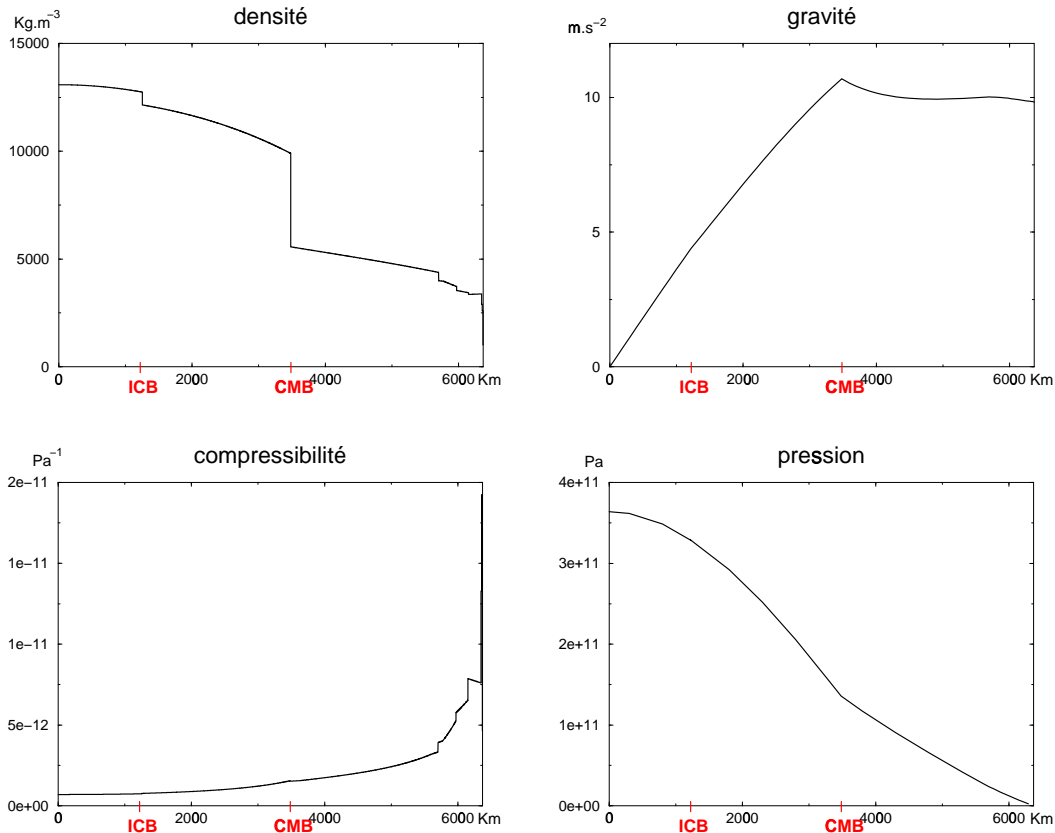 densité
Kg.m⁻³
15000
10000
5000
0
0 2000 4000 6000 Km
ICB CMB
gravité
m.s⁻²
10
5
0
0 2000 4000 6000 Km
ICB CMB
compressibilité
Pa⁻¹
2e−11
1e−11
1e−11
5e−12
0e+00
0 2000 4000 6000 Km
ICB CMB
pression
Pa
4e+11
3e+11
2e+11
1e+11
0e+00
0 2000 4000 6000 Km
ICB CMB